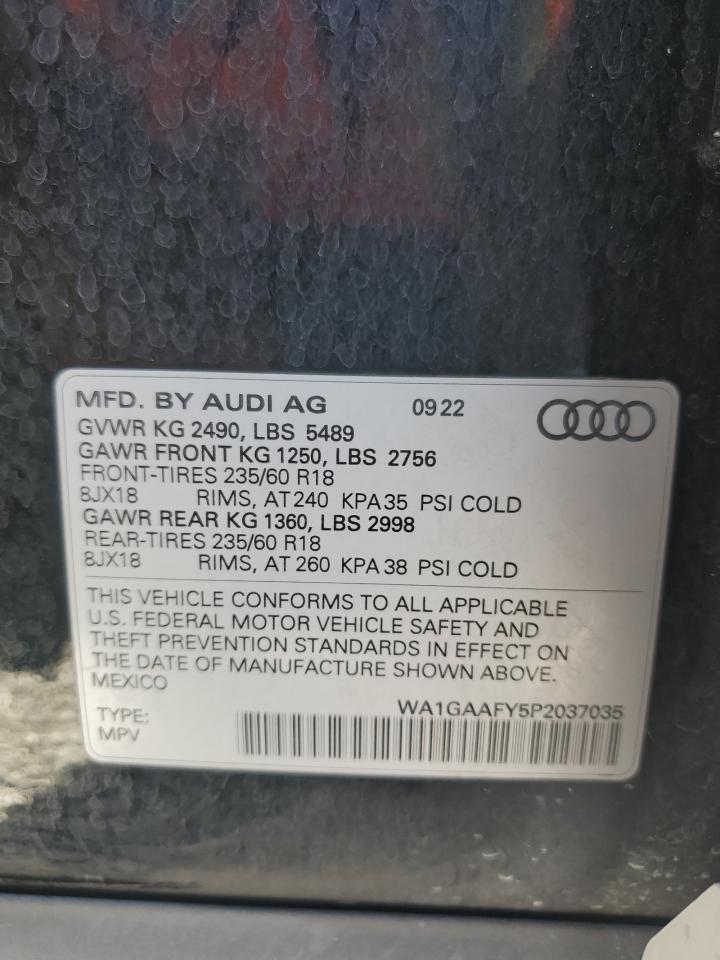 MFD. BY AUDI AG 09 22
GVWR KG 2490, LBS 5489
GAWR FRONT KG 1250, LBS 2756
FRONT-TIRES 235/60 R18
8JX18 RIMS, AT 240 KPA 35 PSI COLD
GAWR REAR KG 1360, LBS 2998
REAR-TIRES 235/60 R18
8JX18 RIMS, AT 260 KPA 38 PSI COLD
THIS VEHICLE CONFORMS TO ALL APPLICABLE
U.S. FEDERAL MOTOR VEHICLE SAFETY AND
THEFT PREVENTION STANDARDS IN EFFECT ON
THE DATE OF MANUFACTURE SHOWN ABOVE.
MEXICO
WA1GAAFY5P2037035
TYPE:
MPV